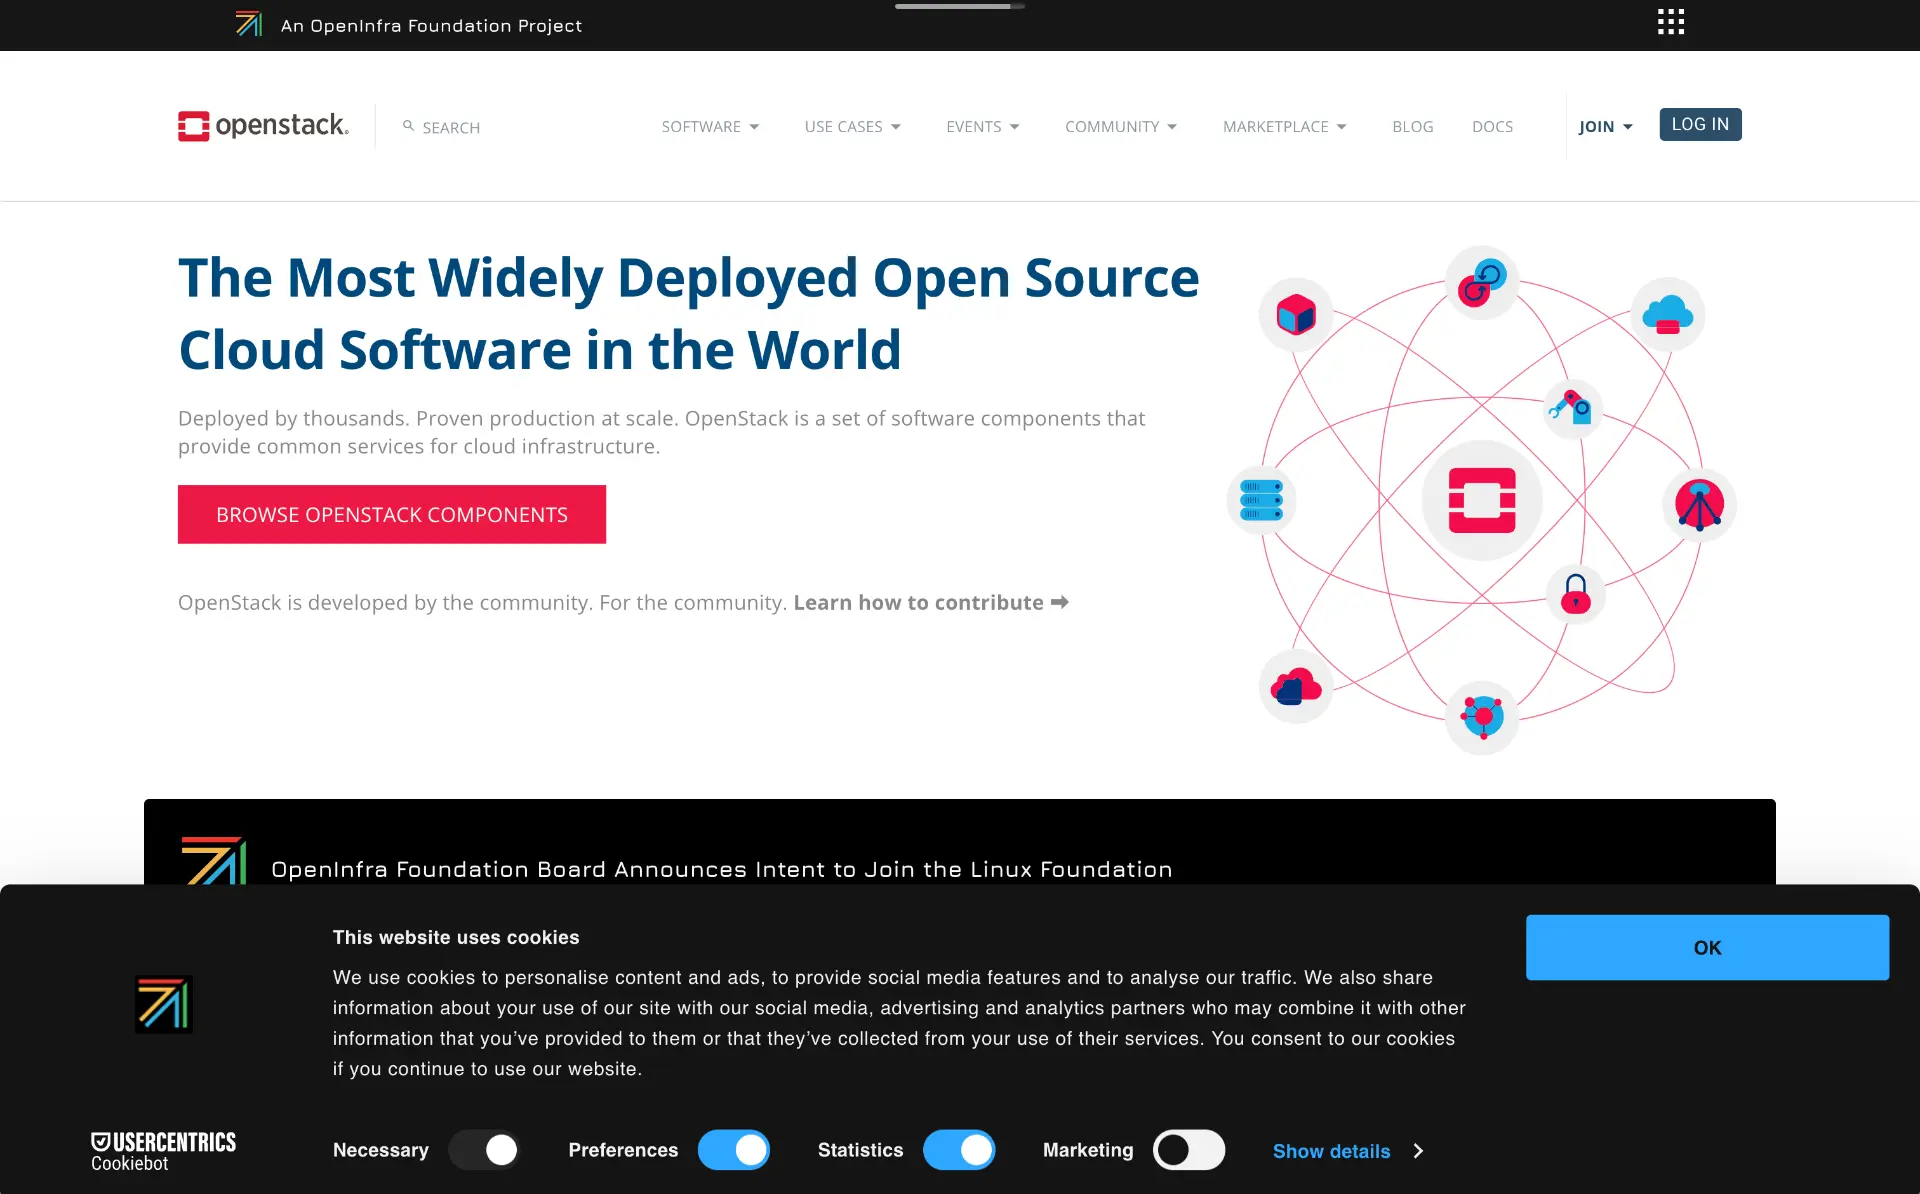 An OpenInfra Foundation Project
openstack.
SEARCH
SOFTWARE
USE CASES
EVENTS
COMMUNITY
MARKETPLACE
BLOG
DOCS
JOIN
LOG IN
The Most Widely Deployed Open Source
Cloud Software in the World
Deployed by thousands. Proven production at scale. OpenStack is a set of software components that
provide common services for cloud infrastructure.
BROWSE OPENSTACK COMPONENTS
OpenStack is developed by the community. For the community. Learn how to contribute ➡
OpenInfra Foundation Board Announces Intent to Join the Linux Foundation
This website uses cookies
We use cookies to personalise content and ads, to provide social media features and to analyse our traffic. We also share
information about your use of our site with our social media, advertising and analytics partners who may combine it with other
information that you’ve provided to them or that they’ve collected from your use of their services. You consent to our cookies
if you continue to use our website.
OK
USERCENTRICS
Cookiebot
Necessary
Preferences
Statistics
Marketing
Show details